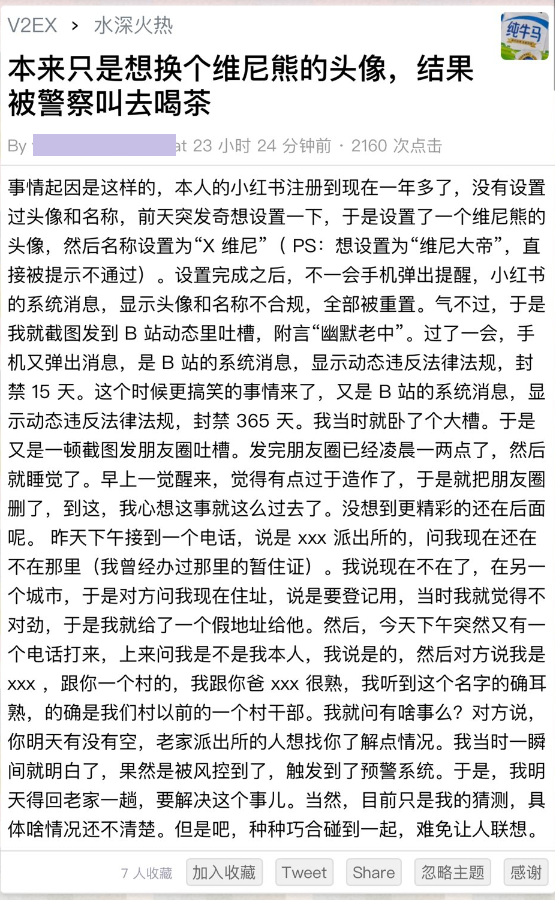 V2EX › 水深火热
纯牛马
本来只是想换个维尼熊的头像，结果
被警察叫去喝茶
By at 23 小时 24 分钟前 · 2160 次点击
事情起因是这样的，本人的小红书注册到现在一年多了，没有设置
过头像和名称，前天突发奇想设置一下，于是设置了一个维尼熊的
头像，然后名称设置为“X 维尼”（ PS：想设置为“维尼大帝”，直
接被提示不通过）。设置完成之后，不一会手机弹出提醒，小红书
的系统消息，显示头像和名称不合规，全部被重置。气不过，于是
我就截图发到 B 站动态里吐槽，附言“幽默老中”。过了一会，手
机又弹出消息，是 B 站的系统消息，显示动态违反法律法规，封
禁 15 天。这个时候更搞笑的事情来了，又是 B 站的系统消息，显
示动态违反法律法规，封禁 365 天。我当时就卧了个大槽。于是
又是一顿截图发朋友圈吐槽。发完朋友圈已经凌晨一两点了，然后
就睡觉了。早上一觉醒来，觉得有点过于造作了，于是就把朋友圈
删了，到这，我心想这事就这么过去了。没想到更精彩的还在后面
呢。 昨天下午接到一个电话，说是 xxx 派出所的，问我现在还在
不在那里（我曾经办过那里的暂住证）。我说现在不在了，在另一
个城市，于是对方问我现在住址，说是要登记用，当时我就觉得不
对劲，于是我就给了一个假地址给他。然后，今天下午突然又有一
个电话打来，上来问我是不是我本人，我说是的，然后对方说我是
xxx ，跟你一个村的，我跟你爸 xxx 很熟，我听到这个名字的确耳
熟，的确是我们村以前的一个村干部。我就问有啥事么？对方说，
你明天有没有空，老家派出所的人想找你了解点情况。我当时一瞬
间就明白了，果然是被风控到了，触发到了预警系统。于是，我明
天得回老家一趟，要解决这个事儿。当然，目前只是我的猜测，具
体啥情况还不清楚。但是吧，种种巧合碰到一起，难免让人联想。
7 人收藏 加入收藏 Tweet Share 忽略主题 感谢